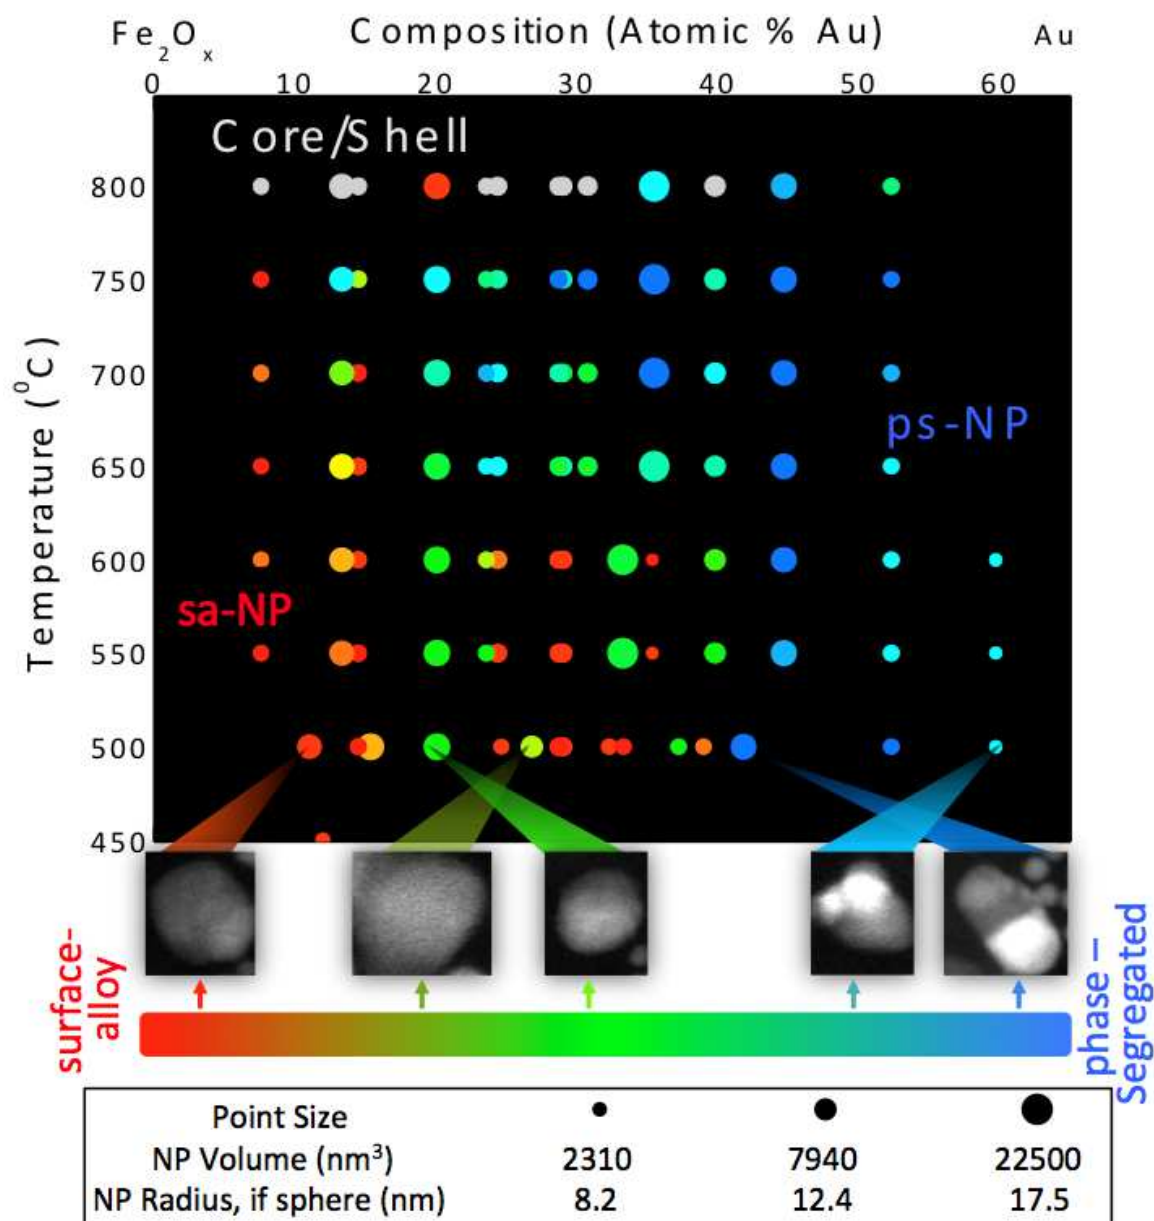 Fe2Ox Composition (Atomic % Au) Au
0 10 20 30 40 50 60
Core/Shell
800
750
700
650
600
550
500
450
Temperature (0C)
ps-NP
sa-NP
surface-
alloy
phase –
Segregated
Point Size
NP Volume (nm3) 2310 7940 22500
NP Radius, if sphere (nm) 8.2 12.4 17.5